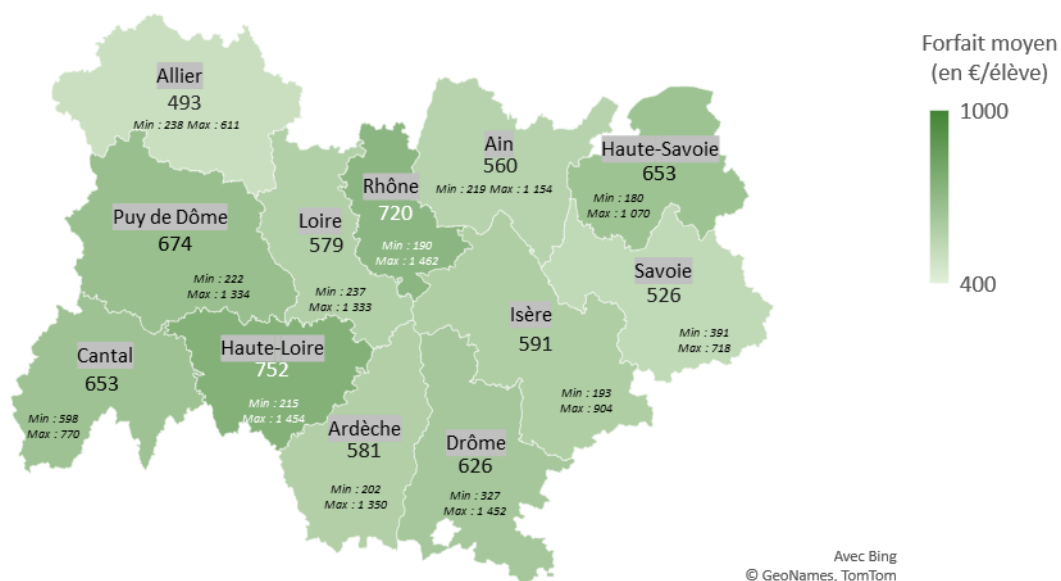 Forfait moyen
(en €/élève)
1000
400
Allier
493
Min : 238 Max : 611
Ain
560
Min : 219 Max : 1 154
Haute-Savoie
653
Min : 180
Max : 1 070
Rhône
720
Min : 190
Max : 1 462
Puy de Dôme
674
Min : 222
Max : 1 334
Loire
579
Min : 237
Max : 1 333
Savoie
526
Min : 391
Max : 718
Isère
591
Min : 193
Max : 904
Cantal
653
Min : 598
Max : 770
Haute-Loire
752
Min : 215
Max : 1 454
Ardèche
581
Min : 202
Max : 1 350
Drôme
626
Min : 327
Max : 1 452
Avec Bing
© GeoNames, TomTom